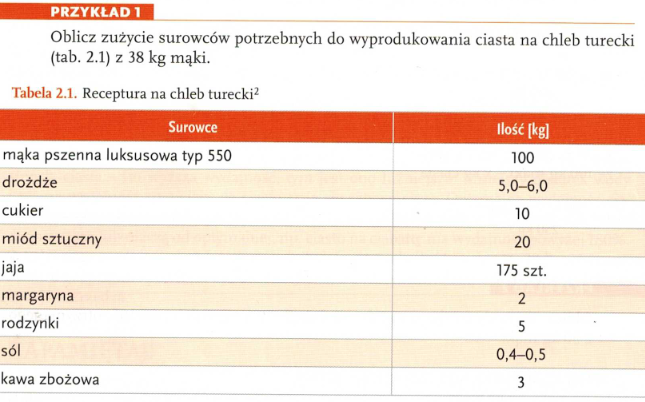 PRZYKŁAD 1
Oblicz zużycie surowców potrzebnych do wyprodukowania ciasta na chleb turecki
(tab. 2.1) z 38 kg mąki.
Tabela 2.1. Receptura na chleb turecki²
Surowce Ilość [kg]
mąka pszenna luksusowa typ 550 100
drożdże 5,0–6,0
cukier 10
miód sztuczny 20
jaja 175 szt.
margaryna 2
rodzynki 5
sól 0,4–0,5
kawa zbożowa 3